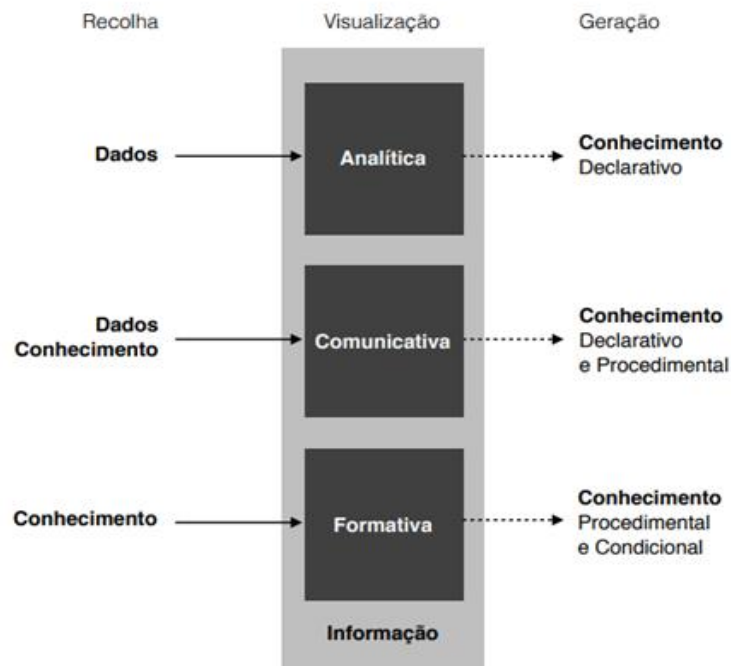 Recolha
Visualização
Geração
Dados
Analítica
Conhecimento
Declarativo
Dados
Conhecimento
Comunicativa
Conhecimento
Declarativo
e Procedimental
Conhecimento
Formativa
Conhecimento
Procedimental
e Condicional
Informação